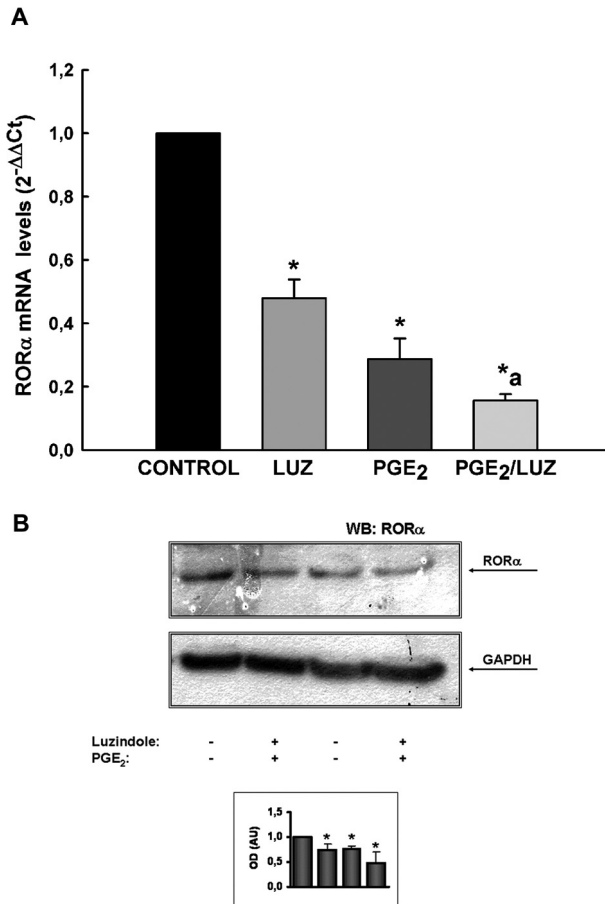 A
RORα mRNA levels (2^-ΔΔCt)
1,2
1,0
0,8
0,6
0,4
0,2
0,0
*
*
*a
CONTROL LUZ PGE2 PGE2/LUZ
B
WB: RORα
RORα
GAPDH
Luzindole: - + - +
PGE2: - + - +
OD (AU)
1,5
1,0
0,5
0,0
* * *